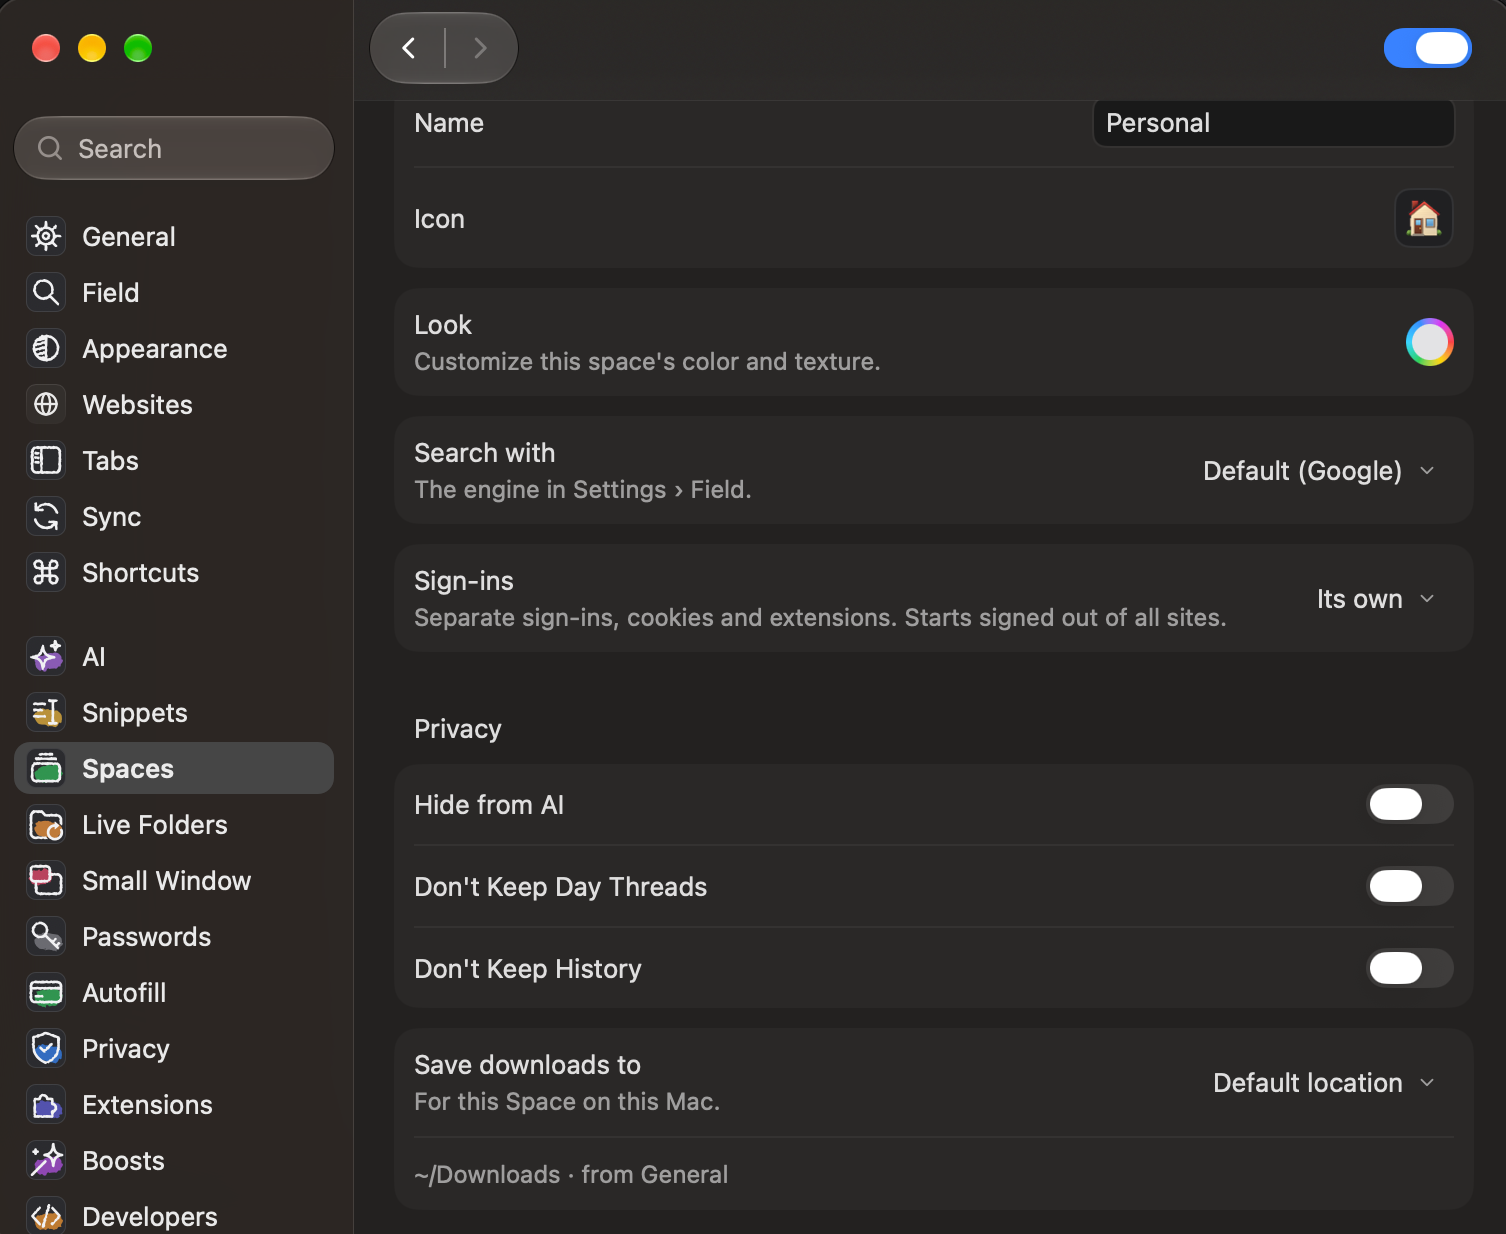 Search
General
Field
Appearance
Websites
Tabs
Sync
Shortcuts
AI
Snippets
Spaces
Live Folders
Small Window
Passwords
Autofill
Privacy
Extensions
Boosts
Developers
Name
Personal
Icon
Look
Customize this space's color and texture.
Search with
The engine in Settings › Field.
Default (Google)
Sign-ins
Separate sign-ins, cookies and extensions. Starts signed out of all sites.
Its own
Privacy
Hide from AI
Don't Keep Day Threads
Don't Keep History
Save downloads to
For this Space on this Mac.
Default location
~/Downloads · from General